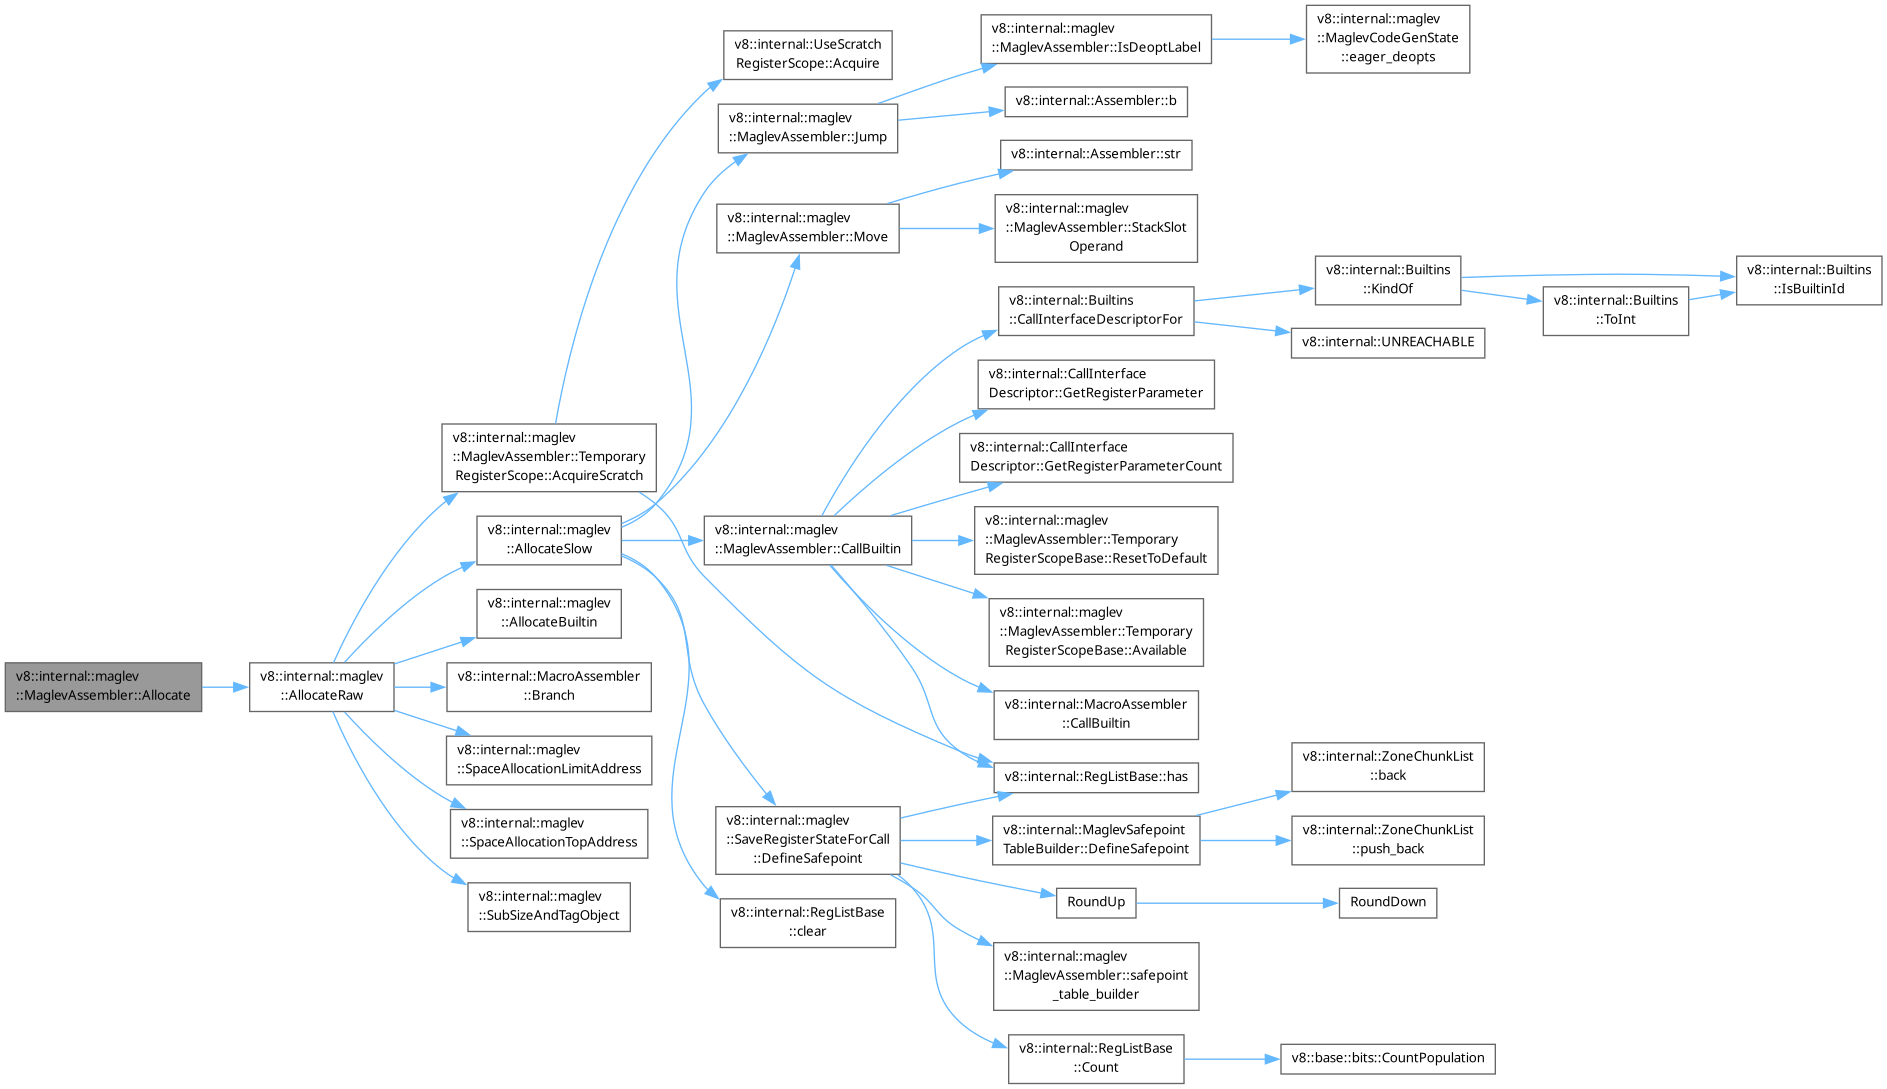 v8::internal::maglev
::MaglevAssembler::Allocate
v8::internal::maglev
::AllocateRaw
v8::internal::maglev
::MaglevAssembler::Temporary
RegisterScope::AcquireScratch
v8::internal::maglev
::AllocateSlow
v8::internal::maglev
::AllocateBuiltin
v8::internal::MacroAssembler
::Branch
v8::internal::maglev
::SpaceAllocationLimitAddress
v8::internal::maglev
::SpaceAllocationTopAddress
v8::internal::maglev
::SubSizeAndTagObject
v8::internal::UseScratch
RegisterScope::Acquire
v8::internal::maglev
::MaglevAssembler::Jump
v8::internal::maglev
::MaglevAssembler::Move
v8::internal::maglev
::MaglevAssembler::CallBuiltin
v8::internal::maglev
::SaveRegisterStateForCall
::DefineSafepoint
v8::internal::RegListBase
::clear
v8::internal::maglev
::MaglevAssembler::IsDeoptLabel
v8::internal::Assembler::b
v8::internal::Assembler::str
v8::internal::maglev
::MaglevAssembler::StackSlot
Operand
v8::internal::Builtins
::CallInterfaceDescriptorFor
v8::internal::CallInterface
Descriptor::GetRegisterParameter
v8::internal::CallInterface
Descriptor::GetRegisterParameterCount
v8::internal::maglev
::MaglevAssembler::Temporary
RegisterScopeBase::ResetToDefault
v8::internal::maglev
::MaglevAssembler::Temporary
RegisterScopeBase::Available
v8::internal::MacroAssembler
::CallBuiltin
v8::internal::RegListBase::has
v8::internal::MaglevSafepoint
TableBuilder::DefineSafepoint
RoundUp
v8::internal::maglev
::MaglevAssembler::safepoint
_table_builder
v8::internal::RegListBase
::Count
v8::internal::maglev
::MaglevCodeGenState
::eager_deopts
v8::internal::Builtins
::KindOf
v8::internal::UNREACHABLE
v8::internal::ZoneChunkList
::back
v8::internal::ZoneChunkList
::push_back
RoundDown
v8::base::bits::CountPopulation
v8::internal::Builtins
::ToInt
v8::internal::Builtins
::IsBuiltinId